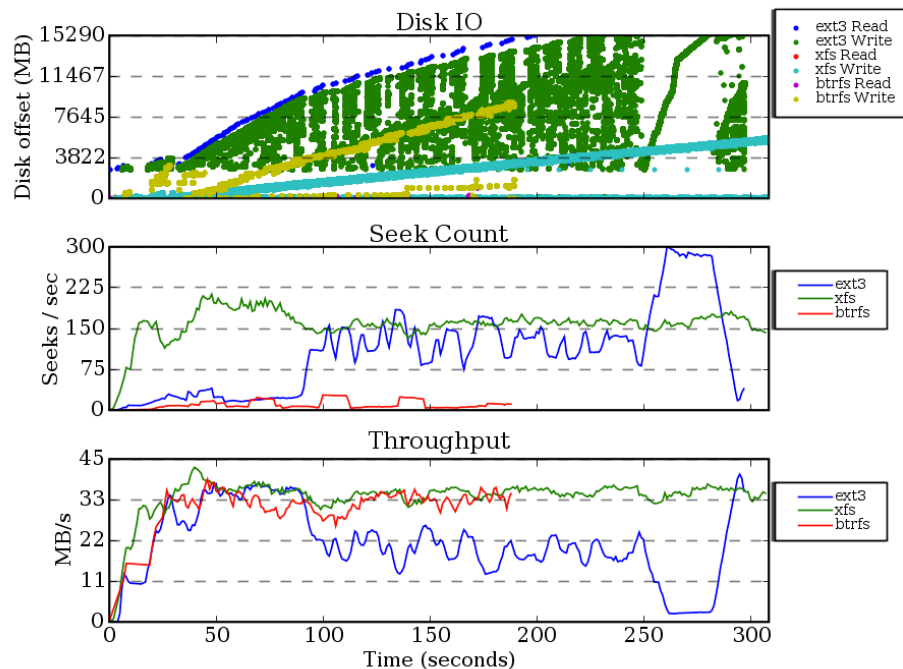 Disk IO
Disk offset (MB)
15290
11467
7645
3822
0
ext3 Read
ext3 Write
xfs Read
xfs Write
btrfs Read
btrfs Write
Seek Count
Seeks / sec
300
225
150
75
0
ext3
xfs
btrfs
Throughput
MB/s
45
33
22
11
0
ext3
xfs
btrfs
0 50 100 150 200 250 300
Time (seconds)